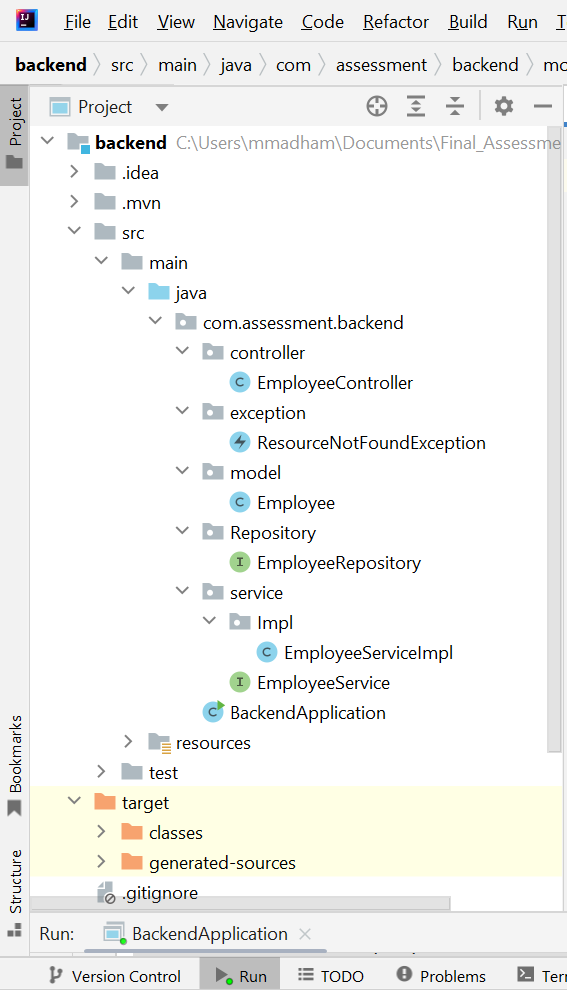 File Edit View Navigate Code Refactor Build Run
backend src main java com assessment backend
Project
Project
backend C:\Users\mmadham\Documents\Final_Assessme
.idea
.mvn
src
main
java
com.assessment.backend
controller
C EmployeeController
exception
ResourceNotFoundException
model
C Employee
Repository
I EmployeeRepository
service
Impl
C EmployeeServiceImpl
I EmployeeService
C BackendApplication
resources
test
target
classes
generated-sources
.gitignore
Bookmarks
Structure
Run: BackendApplication
Version Control Run TODO Problems